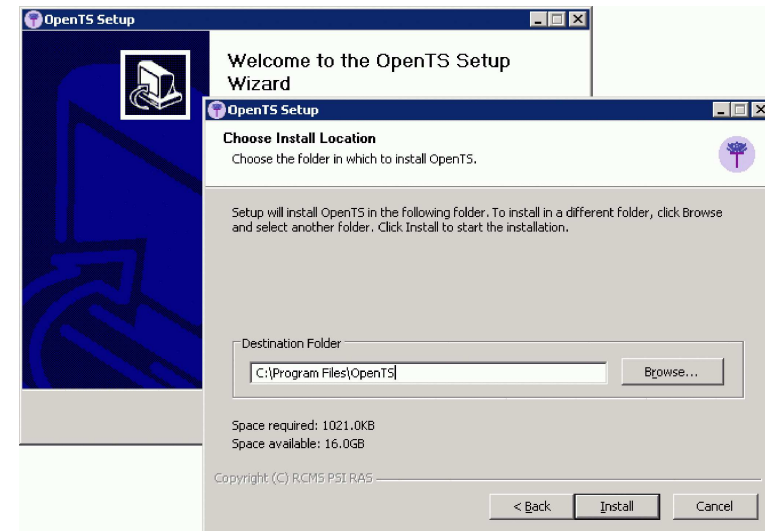 OpenTS Setup
Welcome to the OpenTS Setup
Wizard
OpenTS Setup
Choose Install Location
Choose the folder in which to install OpenTS.
Setup will install OpenTS in the following folder. To install in a different folder, click Browse
and select another folder. Click Install to start the installation.
Destination Folder
C:\Program Files\OpenTS
Browse...
Space required: 1021.0KB
Space available: 16.0GB
Copyright (C) RCMS PSI RAS
< Back
Install
Cancel